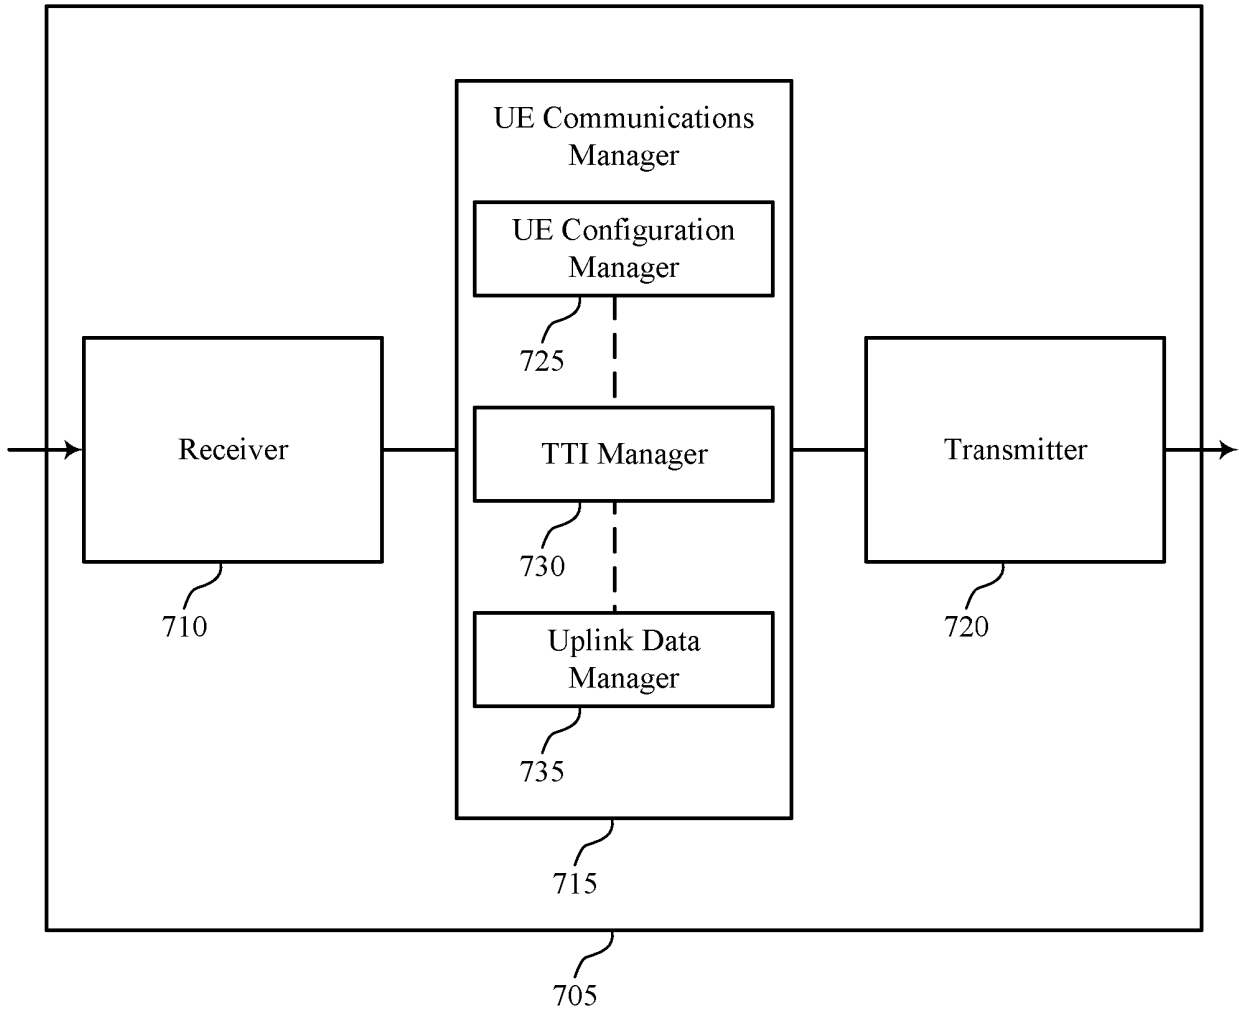 UE Communications
Manager
UE Configuration
Manager
725
Receiver
TTI Manager
Transmitter
730
710
720
Uplink Data
Manager
735
715
705